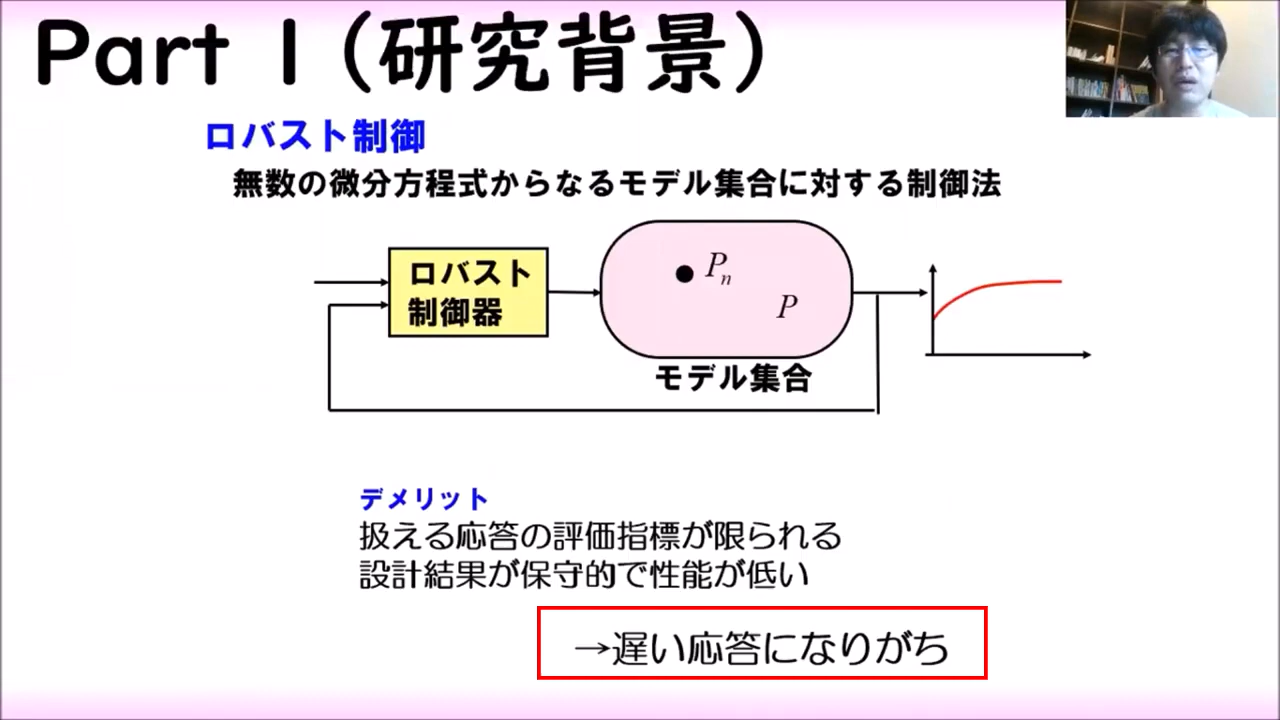 Part 1（研究背景）
ロバスト制御
無数の微分方程式からなるモデル集合に対する制御法
ロバスト
制御器
Pn
P
モデル集合
デメリット
扱える応答の評価指標が限られる
設計結果が保守的で性能が低い
→遅い応答になりがち